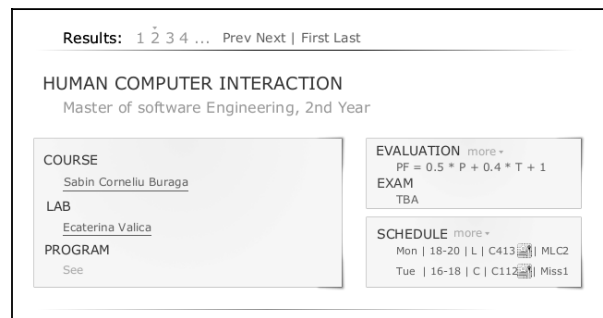 Results: 1 2 3 4 ... Prev Next | First Last
HUMAN COMPUTER INTERACTION
Master of software Engineering, 2nd Year
COURSE
Sabin Corneliu Buraga
LAB
Ecaterina Valica
PROGRAM
See
EVALUATION more
PF = 0.5 * P + 0.4 * T + 1
EXAM
TBA
SCHEDULE more
Mon | 18-20 | L | C413 | MLC2
Tue | 16-18 | C | C112 | Miss1